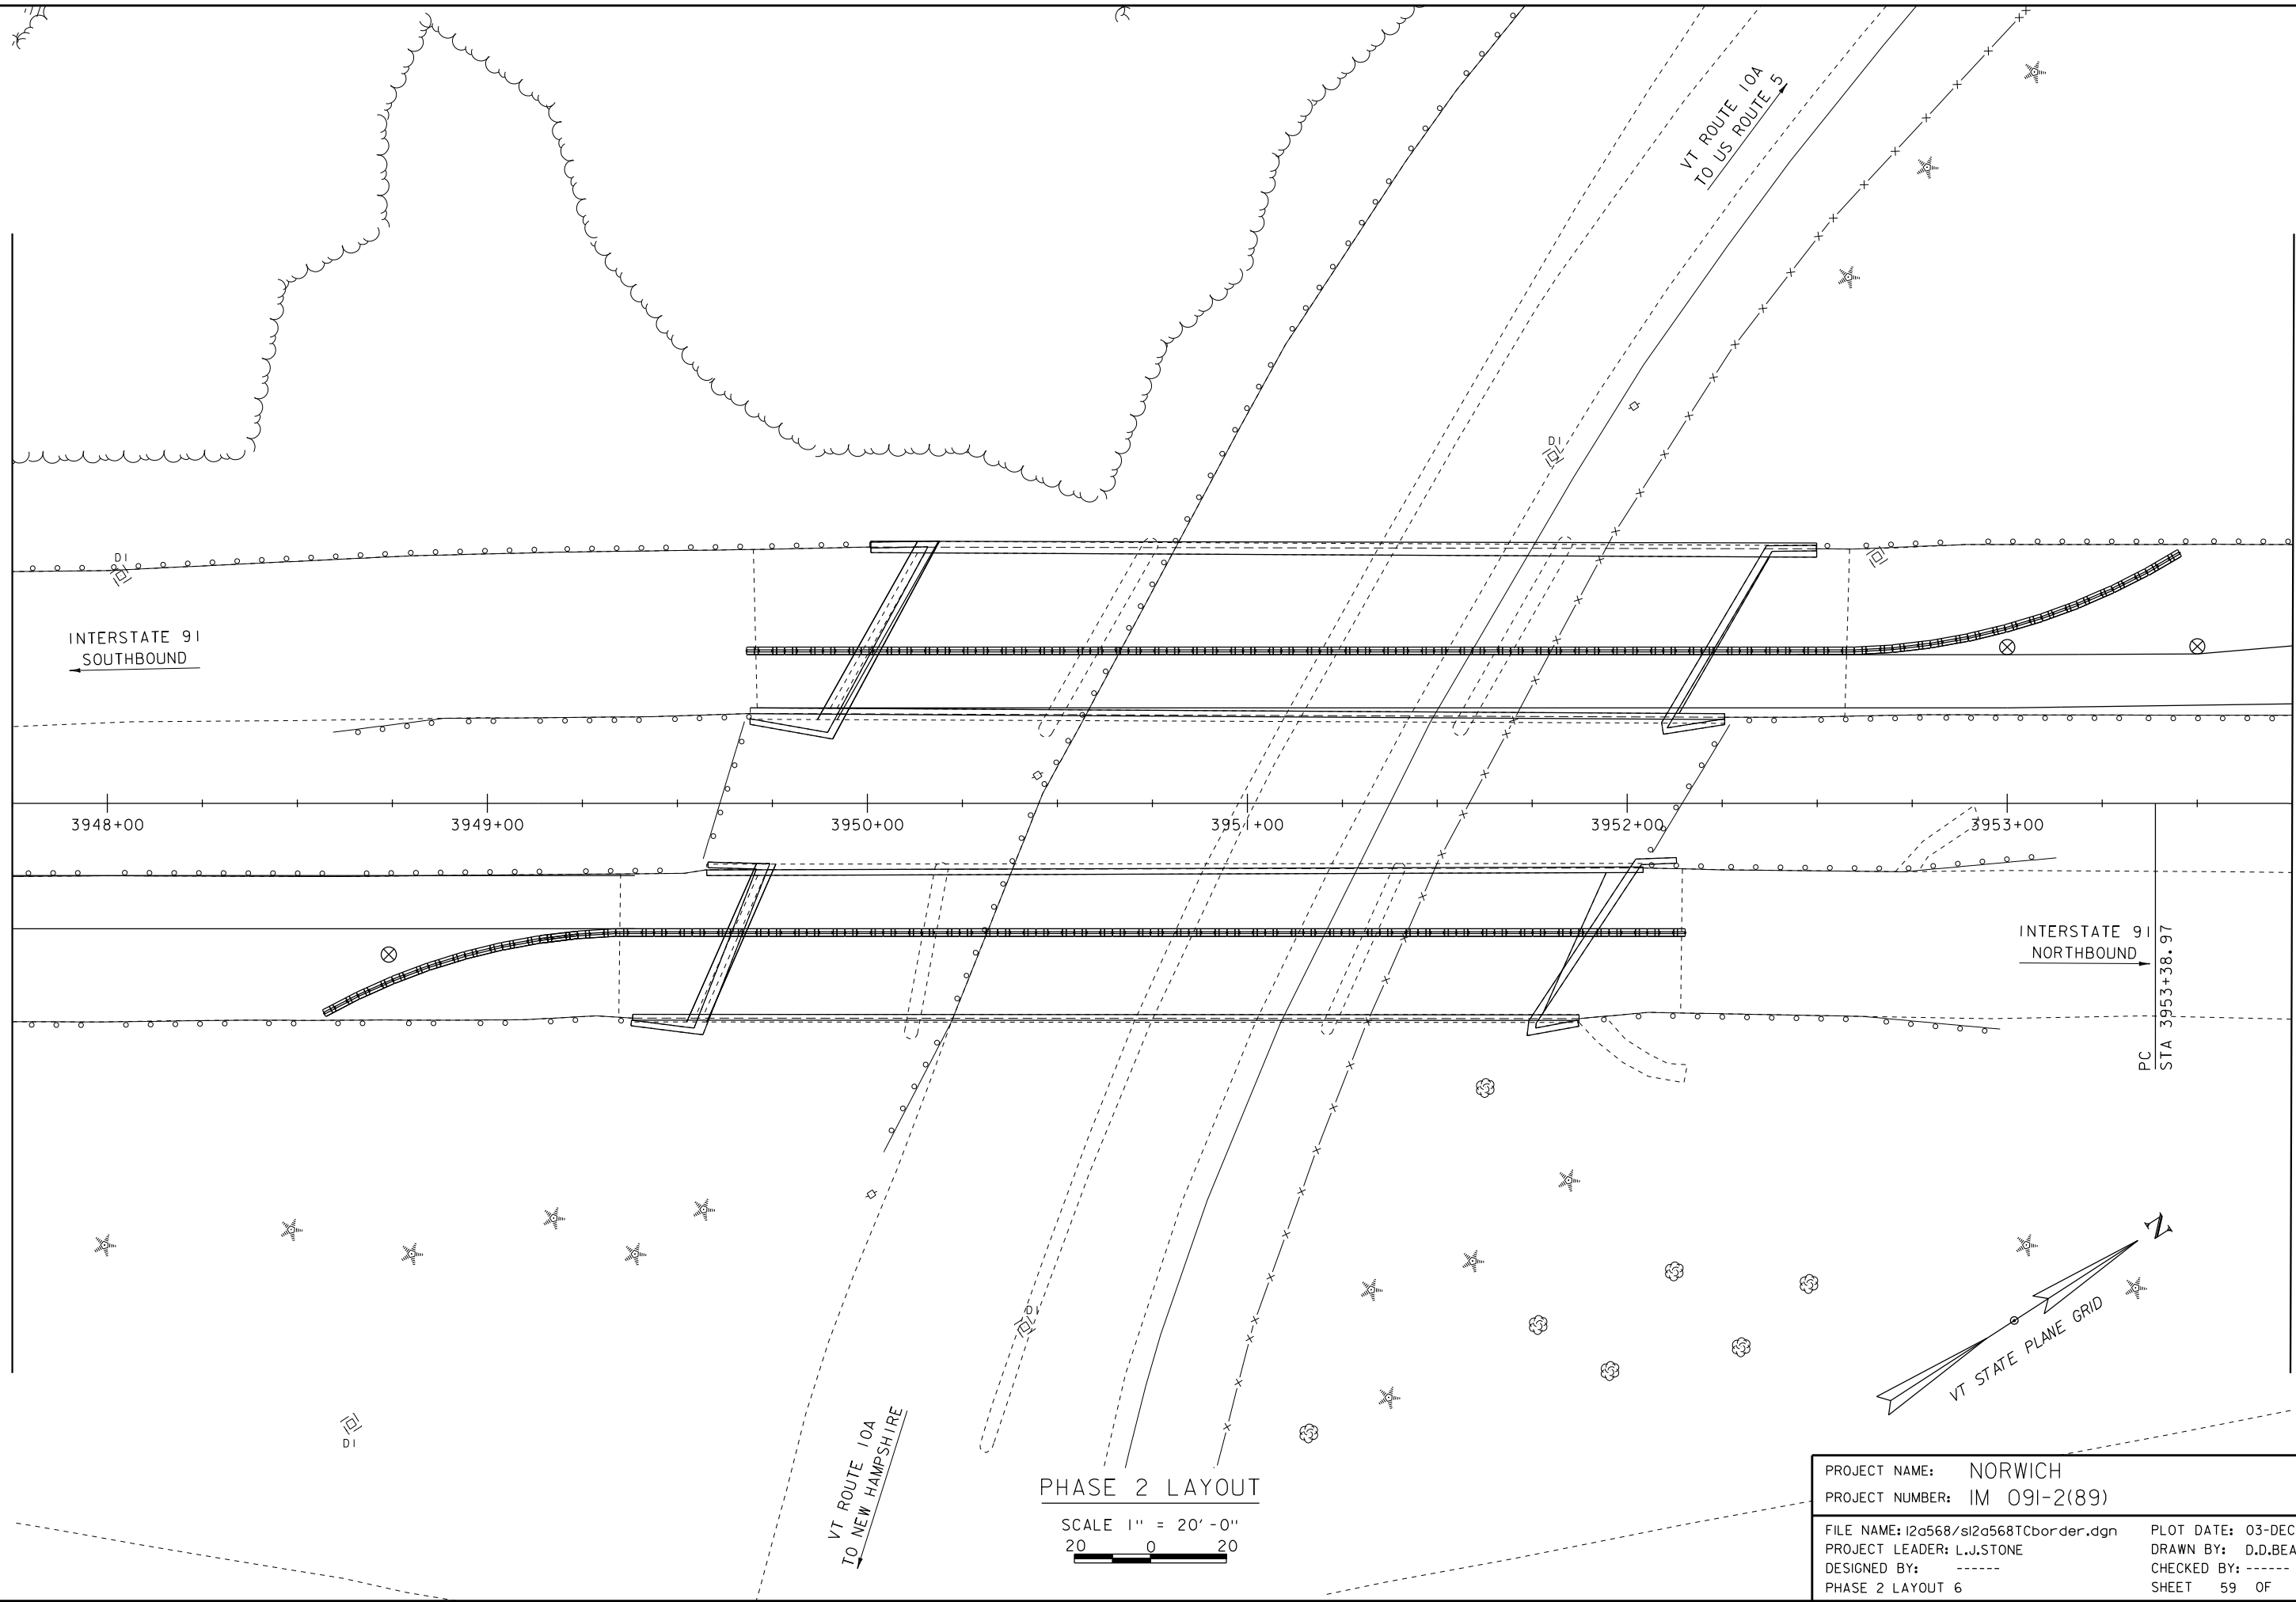 VT ROUTE 10A
TO US ROUTE 5
DI
DI
INTERSTATE 91
SOUTHBOUND
3948+00
3949+00
3950+00
3951+00
3952+00
3953+00
INTERSTATE 91
NORTHBOUND
PC
STA 3953+38.97
N
VT STATE PLANE GRID
DI
DI
VT ROUTE 10A
TO NEW HAMPSHIRE
PHASE 2 LAYOUT
SCALE 1" = 20'-0"
20 0 20
PROJECT NAME: NORWICH
PROJECT NUMBER: IM 091-2(89)
FILE NAME: 12a568/s12a568TCborder.dgn PLOT DATE: 03-DEC
PROJECT LEADER: L.J.STONE DRAWN BY: D.D.BEA
DESIGNED BY: ------ CHECKED BY: ------
PHASE 2 LAYOUT 6 SHEET 59 OF